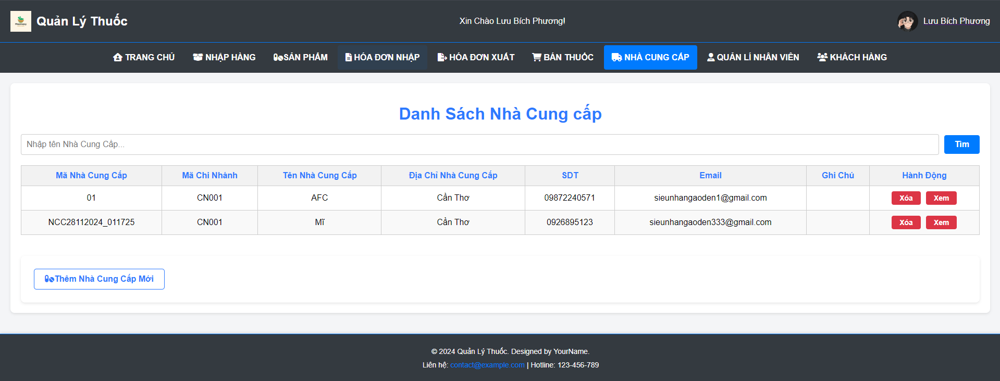 Pharmacy
Quản Lý Thuốc
Xin Chào Lưu Bích Phương!
Lưu Bích Phương
TRANG CHỦ NHẬP HÀNG SẢN PHẨM HÓA ĐƠN NHẬP HÓA ĐƠN XUẤT BÁN THUỐC NHÀ CUNG CẤP QUẢN LÍ NHÂN VIÊN KHÁCH HÀNG
Danh Sách Nhà Cung cấp
Nhập tên Nhà Cung Cấp...
Tìm
Mã Nhà Cung Cấp Mã Chi Nhánh Tên Nhà Cung Cấp Địa Chỉ Nhà Cung Cấp SDT Email Ghi Chú Hành Động
01 CN001 AFC Cần Thơ 09872240571 sieunhangaoden1@gmail.com Xóa Xem
NCC28112024_011725 CN001 Mĩ Cần Thơ 0926895123 sieunhangaoden333@gmail.com Xóa Xem
Thêm Nhà Cung Cấp Mới
© 2024 Quản Lý Thuốc. Designed by YourName.
Liên hệ: contact@example.com | Hotline: 123-456-789